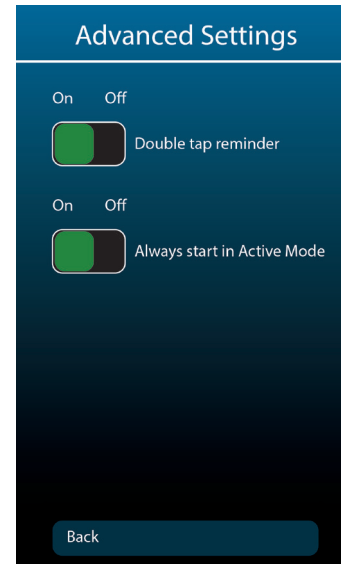 Advanced Settings
On Off
Double tap reminder
On Off
Always start in Active Mode
Back